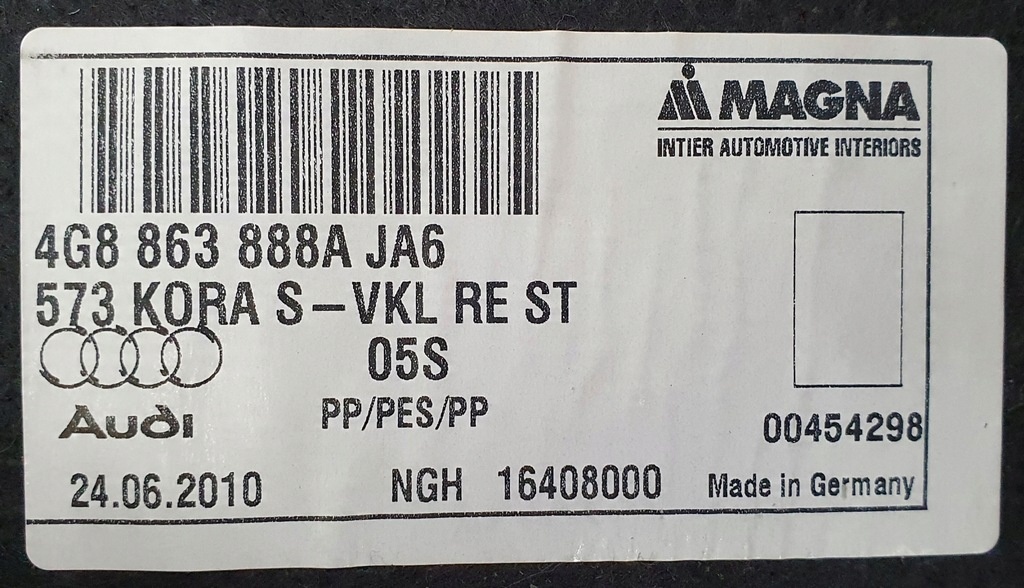 MAGNA
INTIER AUTOMOTIVE INTERIORS
4G8 863 888A JA6
573 KORA S-VKL RE ST
05S
Audi
PP/PES/PP
00454298
24.06.2010 NGH 16408000 Made in Germany